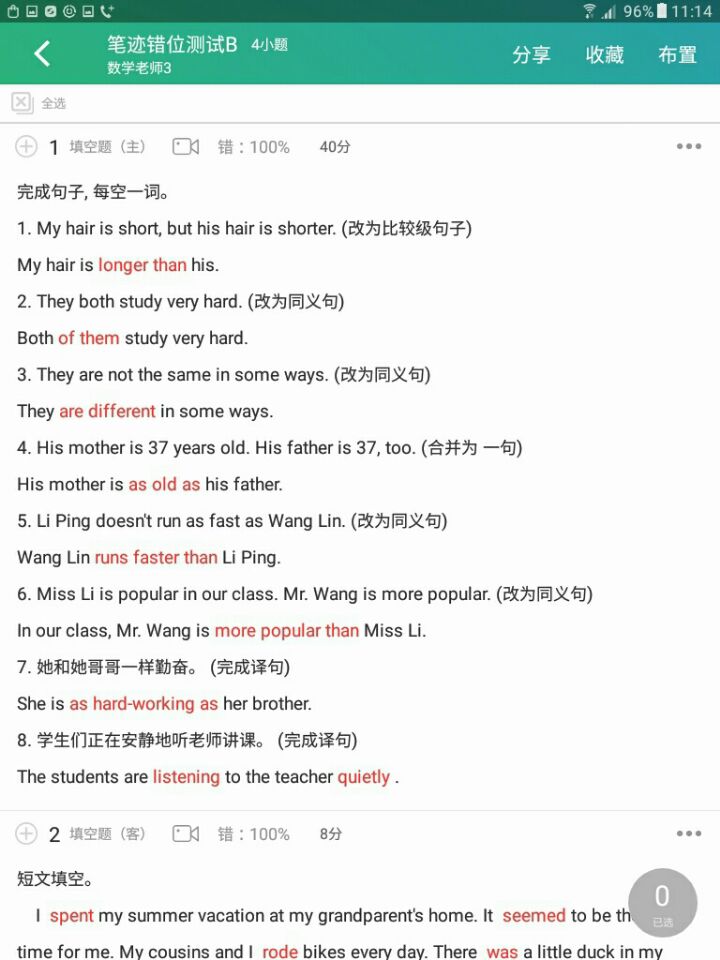 96% 11:14
笔迹错位测试B 4小题
数学老师3
分享 收藏 布置
全选
1 填空题（主） 错：100% 40分
完成句子, 每空一词。
1. My hair is short, but his hair is shorter. (改为比较级句子)
My hair is longer than his.
2. They both study very hard. (改为同义句)
Both of them study very hard.
3. They are not the same in some ways. (改为同义句)
They are different in some ways.
4. His mother is 37 years old. His father is 37, too. (合并为 一句)
His mother is as old as his father.
5. Li Ping doesn't run as fast as Wang Lin. (改为同义句)
Wang Lin runs faster than Li Ping.
6. Miss Li is popular in our class. Mr. Wang is more popular. (改为同义句)
In our class, Mr. Wang is more popular than Miss Li.
7. 她和她哥哥一样勤奋。 (完成译句)
She is as hard-working as her brother.
8. 学生们正在安静地听老师讲课。 (完成译句)
The students are listening to the teacher quietly .
2 填空题（客） 错：100% 8分
短文填空。
I spent my summer vacation at my grandparent's home. It seemed to be
time for me. My cousins and I rode bikes every day. There was a little duck in my
0
已选